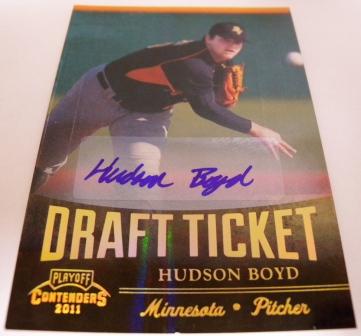 Hudson Boyd
DRAFT TICKET
HUDSON BOYD
PLAYOFF
CONTENDERS
2011
Minnesota • Pitcher